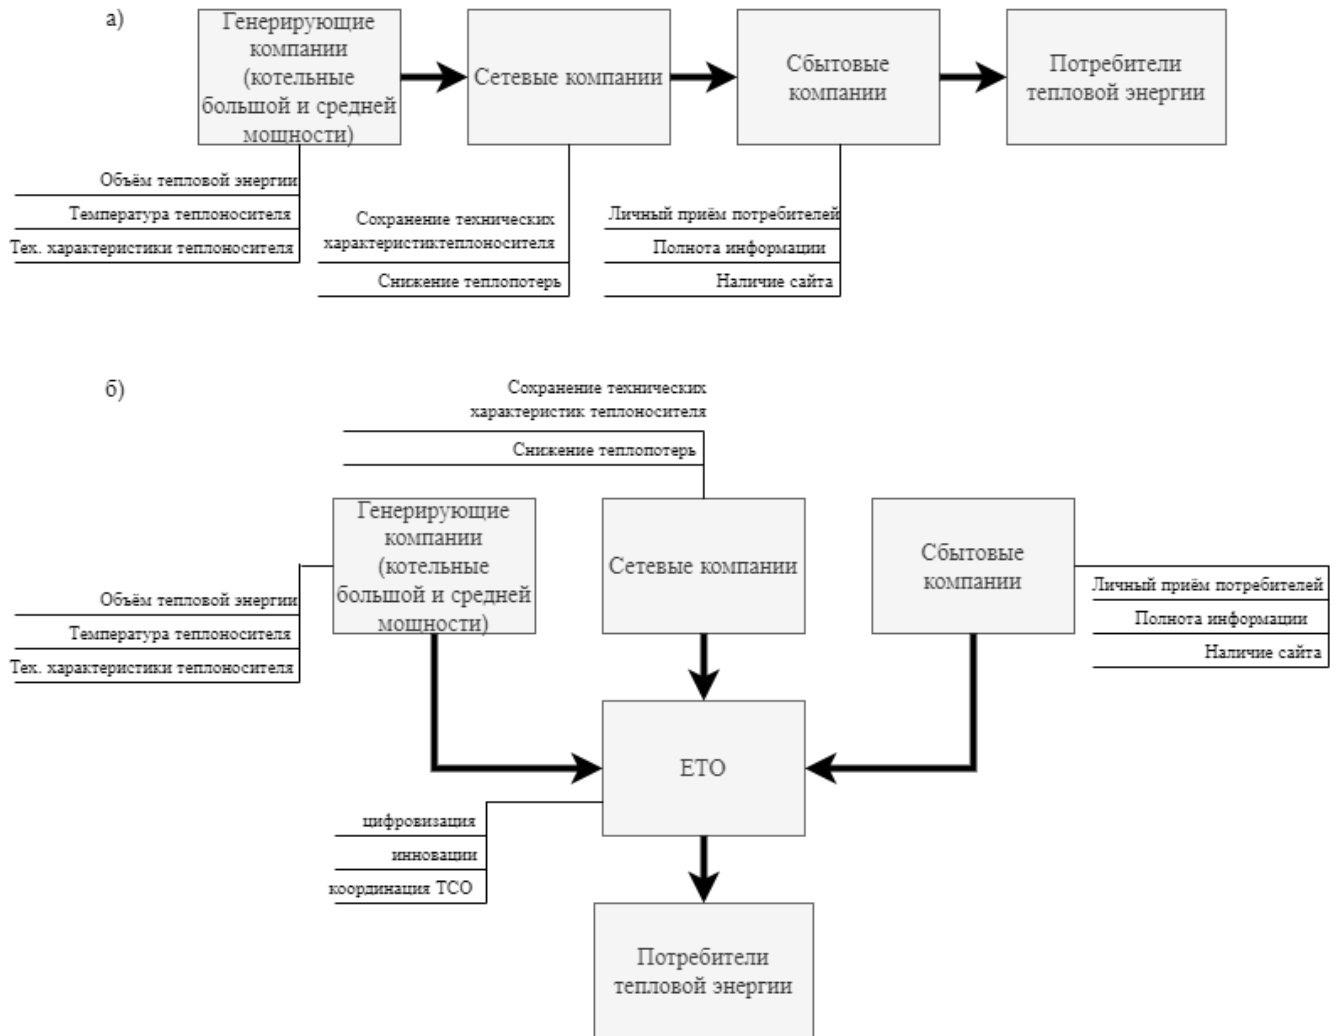 а)
Генерирующие
компании
(котельные
большой и средней
мощности)
Сетевые компании
Сбытовые
компании
Потребители
тепловой энергии
Объём тепловой энергии
Температура теплоносителя
Тех. характеристики теплоносителя
Сохранение технических
характеристиктеплоносителя
Снижение теплопотерь
Личный приём потребителей
Полнота информации
Наличие сайта
б)
Сохранение технических
характеристик теплоносителя
Снижение теплопотерь
Генерирующие
компании
(котельные
большой и средней
мощности)
Сетевые компании
Сбытовые
компании
Объём тепловой энергии
Температура теплоносителя
Тех. характеристики теплоносителя
Личный приём потребителей
Полнота информации
Наличие сайта
ЕТО
цифровизация
инновации
координация ТСО
Потребители
тепловой энергии